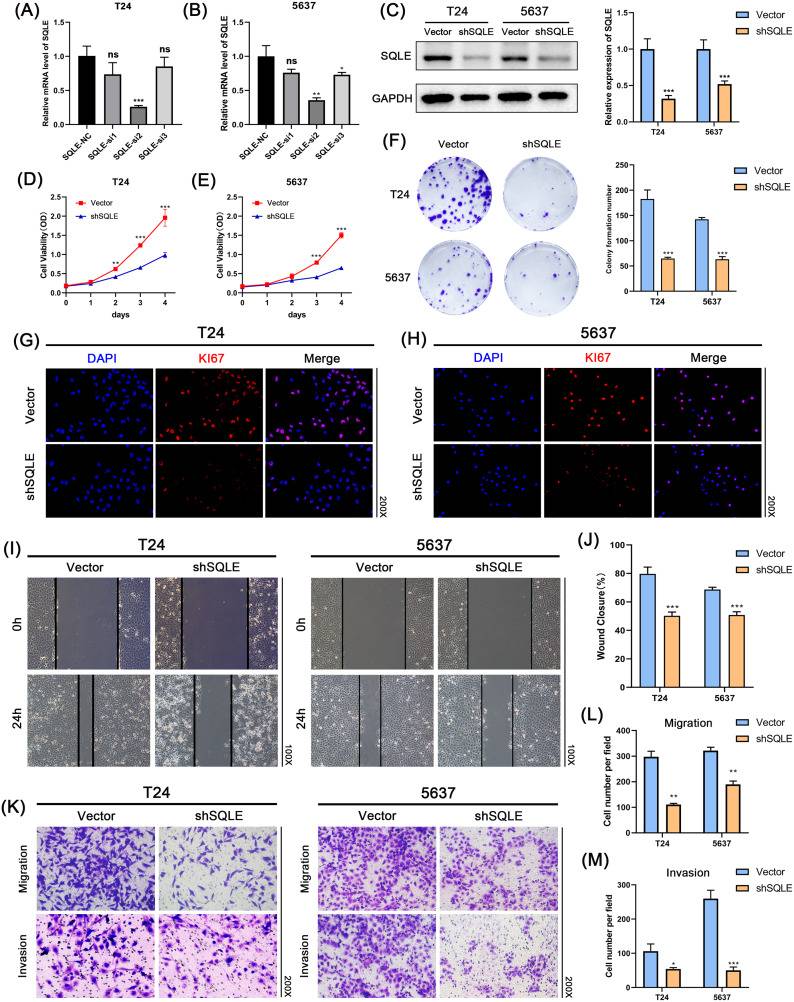 (A)
T24
Relative mRNA level of SQLE
1.5
1.0
0.5
0.0
ns
***
ns
SQLE-NC
SQLE-si1
SQLE-si2
SQLE-si3
(B)
5637
Relative mRNA level of SQLE
1.5
1.0
0.5
0.0
ns
**
*
SQLE-NC
SQLE-si1
SQLE-si2
SQLE-si3
(C)
T24 5637
Vector shSQLE Vector shSQLE
SQLE
GAPDH
Relative expression of SQLE
1.5
1.0
0.5
0.0
*** ***
T24 5637
Vector
shSQLE
(D)
T24
Cell Viability(OD)
2.5
2.0
1.5
1.0
0.5
0.0
Vector
shSQLE
** *** ***
0 1 2 3 4
days
(E)
5637
Cell Viability(OD)
2.5
2.0
1.5
1.0
0.5
0.0
Vector
shSQLE
*** ***
0 1 2 3 4
days
(F)
Vector shSQLE
T24
5637
Colony formation number
250
200
150
100
50
0
*** ***
T24 5637
Vector
shSQLE
(G)
T24
DAPI KI67 Merge
Vector
shSQLE
200X
(H)
5637
DAPI KI67 Merge
Vector
shSQLE
200X
(I)
T24
Vector shSQLE
0h
24h
100X
5637
Vector shSQLE
0h
24h
100X
(J)
Wound Closure(%)
100
80
60
40
20
0
*** ***
T24 5637
Vector
shSQLE
(K)
T24
Vector shSQLE
Migration
Invasion
200X
5637
Vector shSQLE
Migration
Invasion
200X
(L)
Migration
Cell number per field
400
300
200
100
0
** **
T24 5637
Vector
shSQLE
(M)
Invasion
Cell number per field
300
200
100
0
* ***
T24 5637
Vector
shSQLE